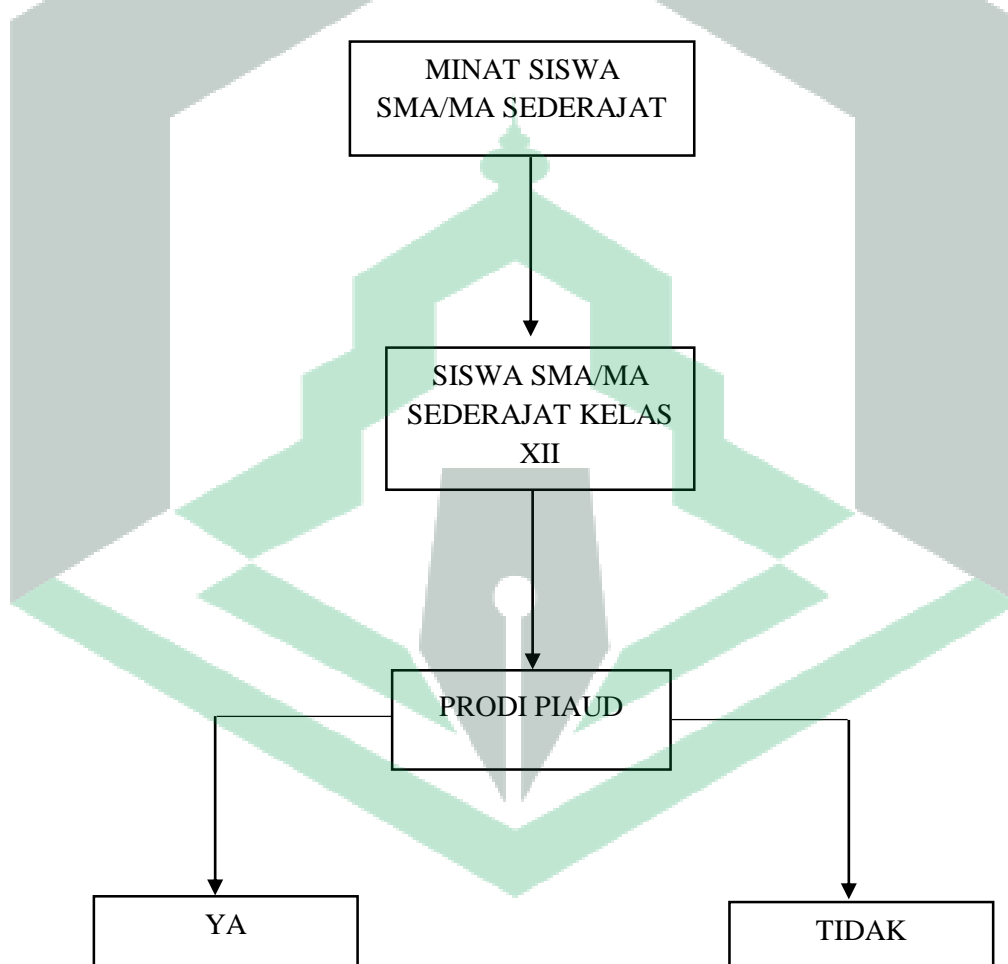 MINAT SISWA
SMA/MA SEDERAJAT
SISWA SMA/MA
SEDERAJAT KELAS
XII
PRODI PIAUD
YA
TIDAK